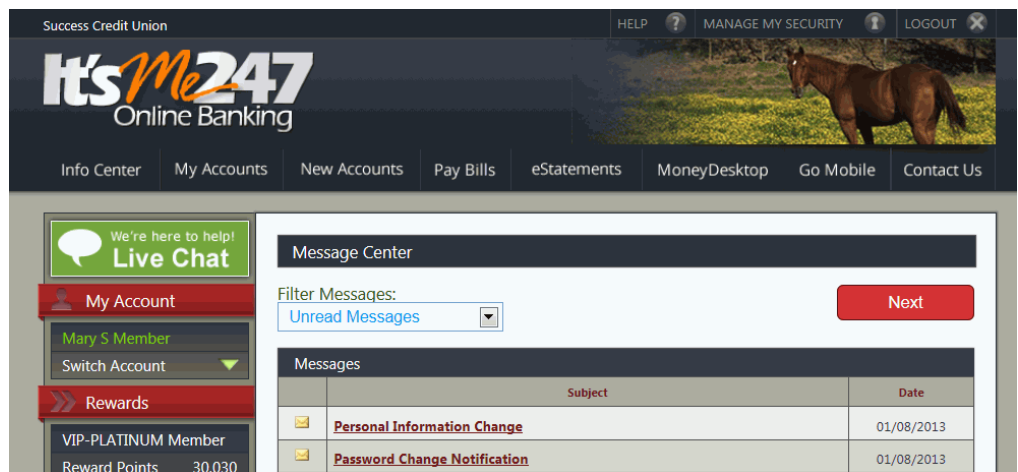 Success Credit Union
HELP ? MANAGE MY SECURITY LOGOUT
It'sMe247
Online Banking
Info Center My Accounts New Accounts Pay Bills eStatements MoneyDesktop Go Mobile Contact Us
We're here to help!
Live Chat
My Account
Mary S Member
Switch Account
Rewards
VIP-PLATINUM Member
Reward Points 30,030
Message Center
Filter Messages:
Unread Messages
Next
Messages
Subject Date
Personal Information Change 01/08/2013
Password Change Notification 01/08/2013